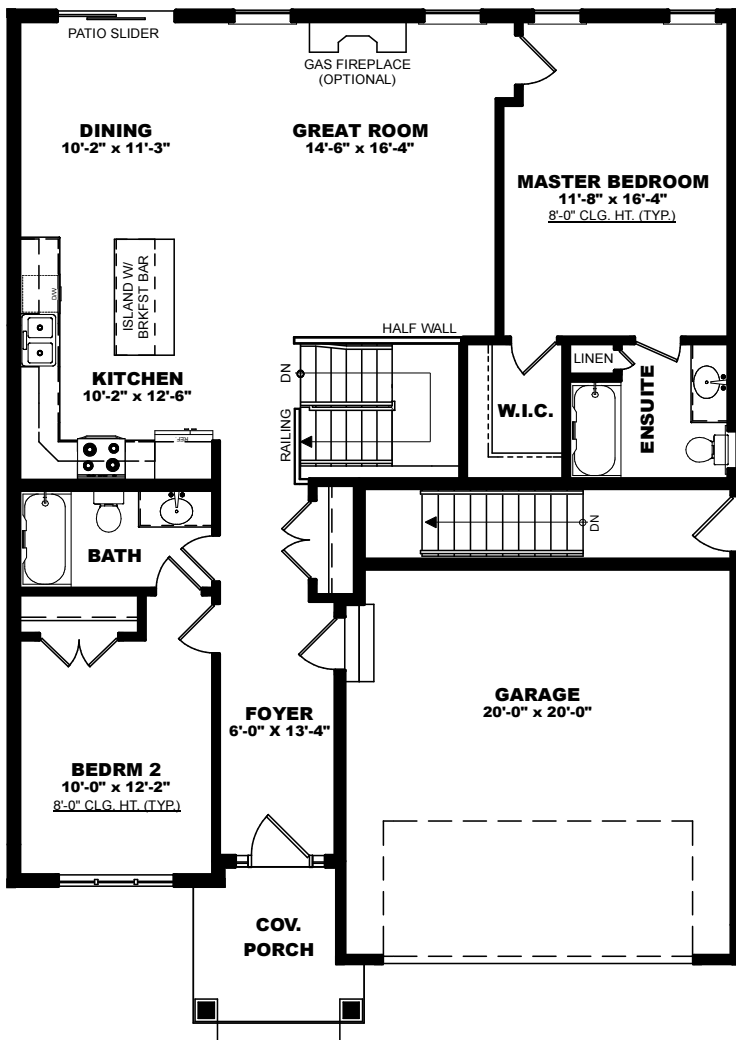 PATIO SLIDER
GAS FIREPLACE
(OPTIONAL)
DINING
10'-2" x 11'-3"
GREAT ROOM
14'-6" x 16'-4"
MASTER BEDROOM
11'-8" x 16'-4"
8'-0" CLG. HT. (TYP.)
ISLAND W/
BRKFST BAR
D/W
HALF WALL
DN
LINEN
KITCHEN
10'-2" x 12'-6"
RAILING
W.I.C.
ENSUITE
REF
DN
BATH
GARAGE
20'-0" x 20'-0"
FOYER
6'-0" X 13'-4"
BEDRM 2
10'-0" x 12'-2"
8'-0" CLG. HT. (TYP.)
COV.
PORCH